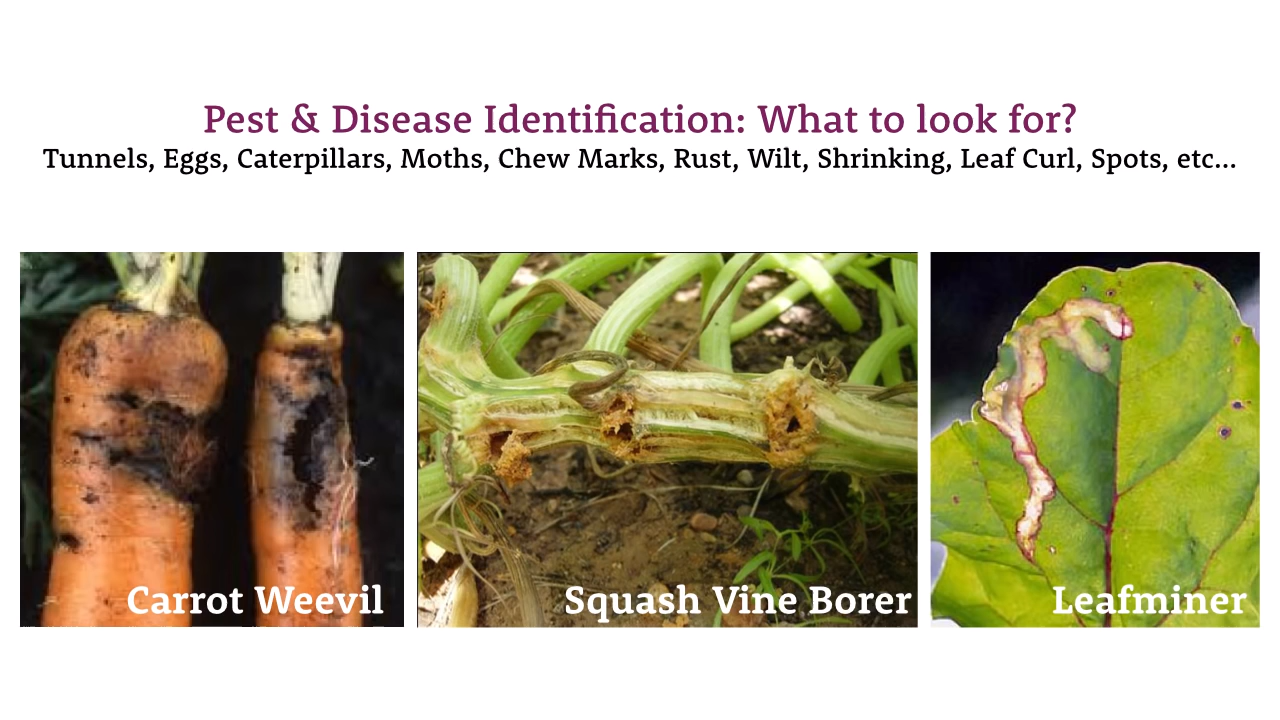 Pest & Disease Identification: What to look for?
Tunnels, Eggs, Caterpillars, Moths, Chew Marks, Rust, Wilt, Shrinking, Leaf Curl, Spots, etc...
Carrot Weevil
Squash Vine Borer
Leafminer